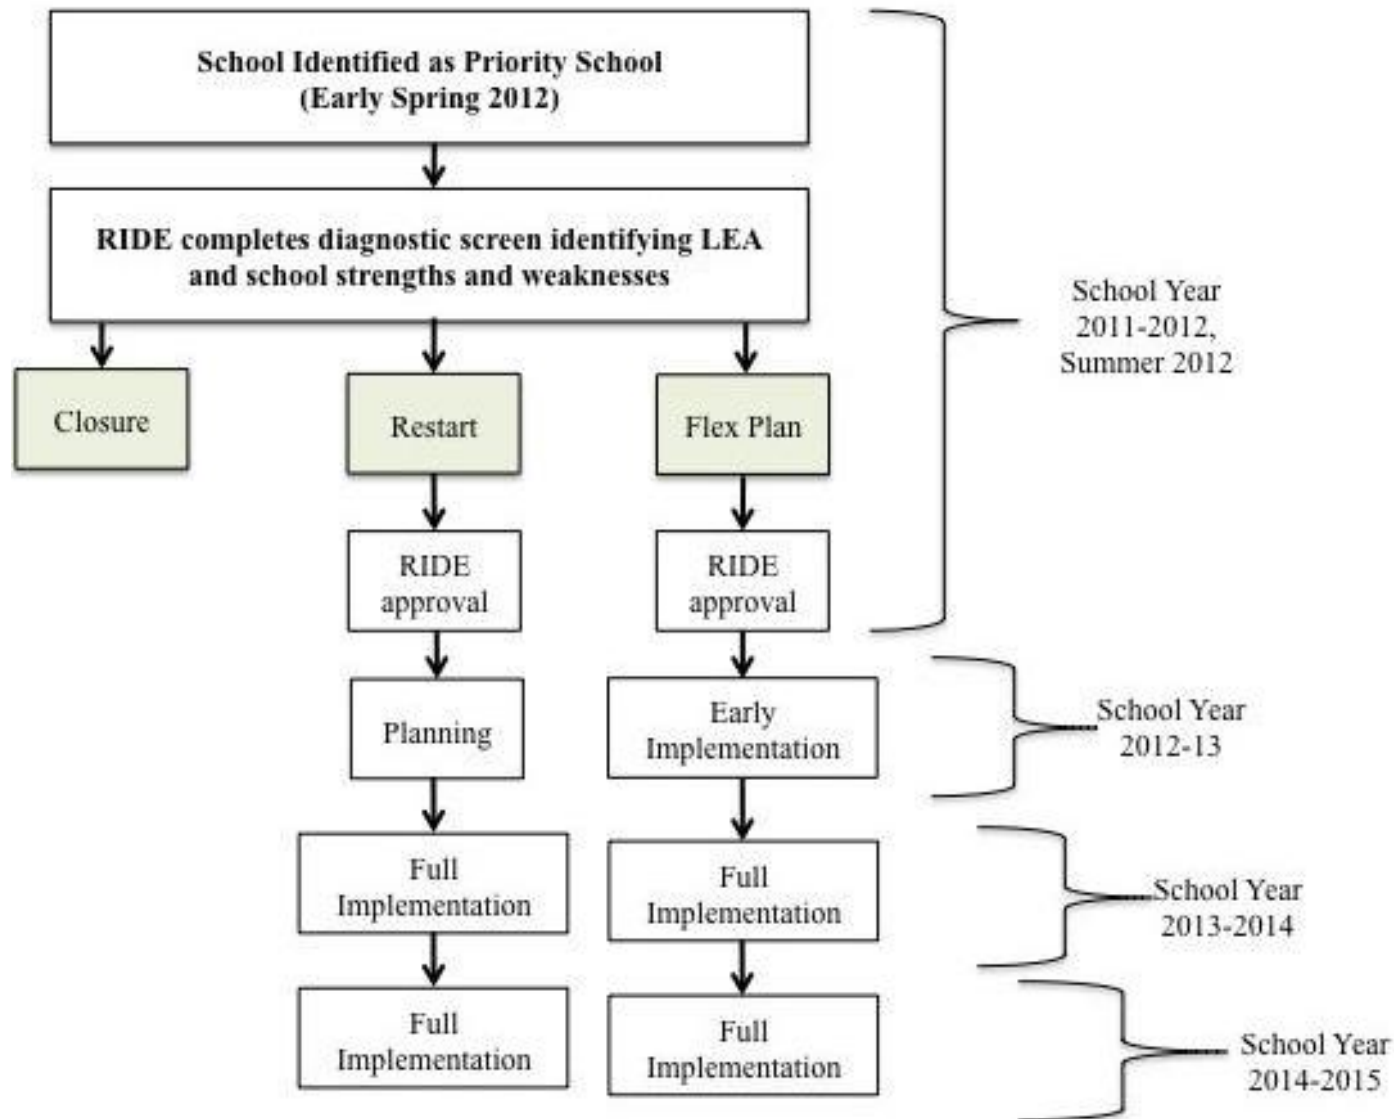 School Identified as Priority School
(Early Spring 2012)
RIDE completes diagnostic screen identifying LEA
and school strengths and weaknesses
School Year
2011-2012,
Summer 2012
Closure
Restart
Flex Plan
RIDE
approval
RIDE
approval
Planning
Early
Implementation
School Year
2012-13
Full
Implementation
Full
Implementation
School Year
2013-2014
Full
Implementation
Full
Implementation
School Year
2014-2015